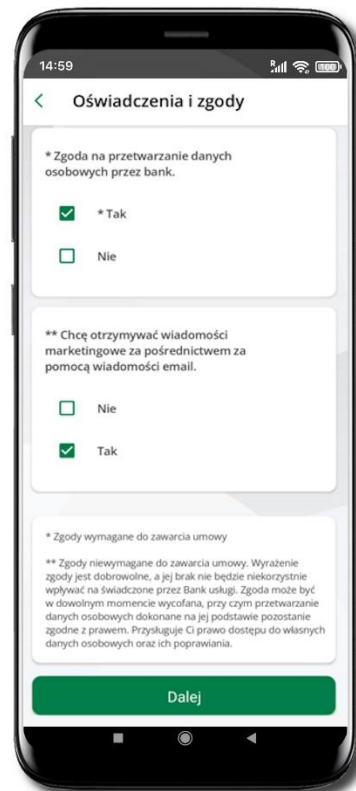 14:59
Oświadczenia i zgody
* Zgoda na przetwarzanie danych
osobowych przez bank.
* Tak
Nie
** Chcę otrzymywać wiadomości
marketingowe za pośrednictwem za
pomocą wiadomości email.
Nie
Tak
* Zgody wymagane do zawarcia umowy
** Zgody niewymagane do zawarcia umowy. Wyrażenie
zgody jest dobrowolne, a jej brak nie będzie niekorzystnie
wpływać na świadczone przez Bank usługi. Zgoda może być
w dowolnym momencie wycofana, przy czym przetwarzanie
danych osobowych dokonane na jej podstawie pozostanie
zgodne z prawem. Przysługuje Ci prawo dostępu do własnych
danych osobowych oraz ich poprawiania.
Dalej